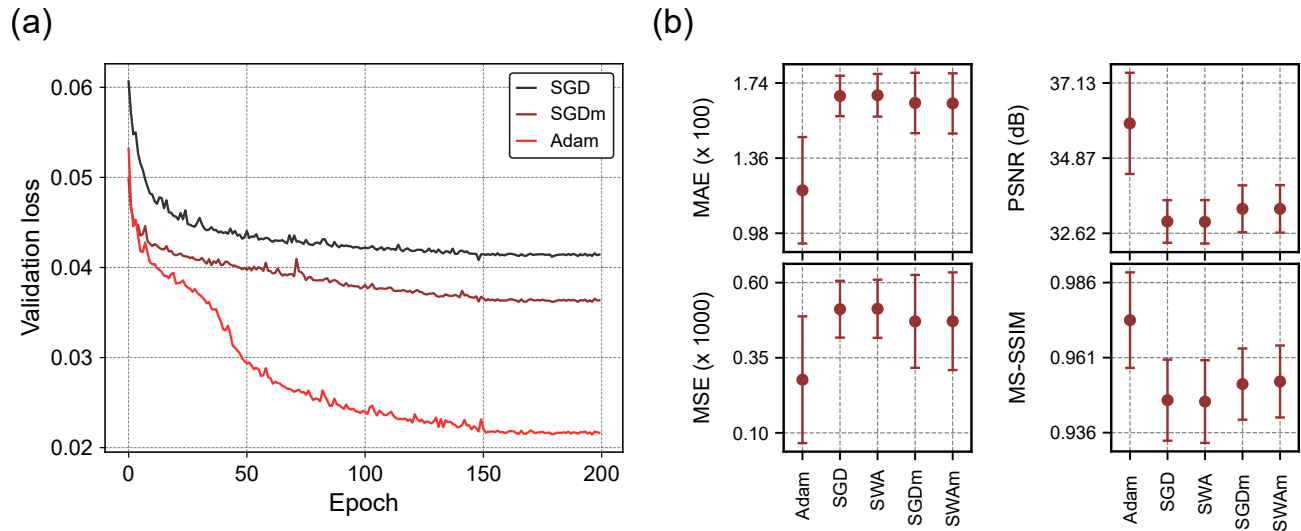 (a)
Validation loss
0.06
0.05
0.04
0.03
0.02
SGD
SGDm
Adam
0
50
100
150
200
Epoch
(b)
MAE (x 100)
1.74
1.36
0.98
PSNR (dB)
37.13
34.87
32.62
MSE (x 1000)
0.60
0.35
0.10
MS-SSIM
0.986
0.961
0.936
Adam
SGD
SWA
SGDm
SWAm
Adam
SGD
SWA
SGDm
SWAm